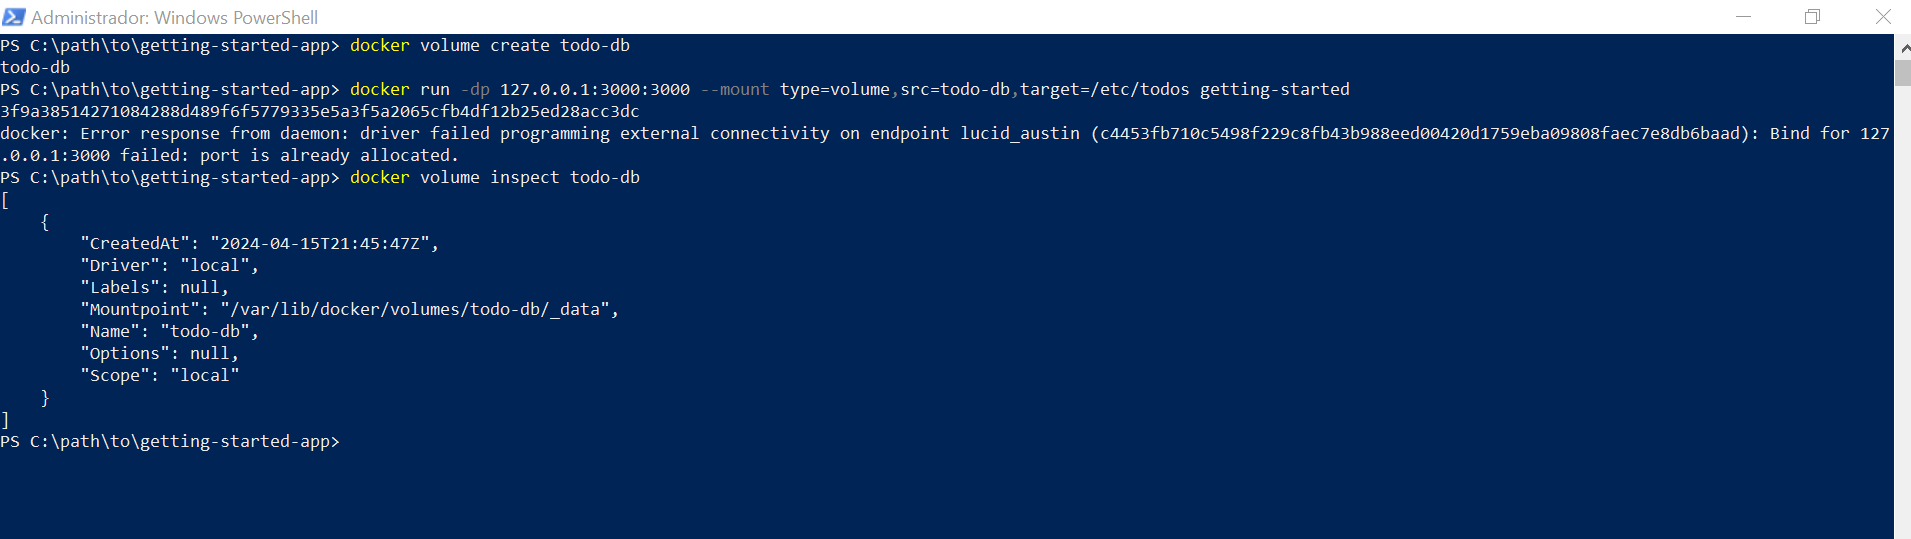 Administrador: Windows PowerShell
PS C:\path\to\getting-started-app> docker volume create todo-db
todo-db
PS C:\path\to\getting-started-app> docker run -dp 127.0.0.1:3000:3000 --mount type=volume,src=todo-db,target=/etc/todos getting-started
3f9a38514271084288d489f6f5779335e5a3f5a2065cfb4df12b25ed28acc3dc
docker: Error response from daemon: driver failed programming external connectivity on endpoint lucid_austin (c4453fb710c5498f229c8fb43b988eed00420d1759eba09808faec7e8db6baad): Bind for 127
.0.0.1:3000 failed: port is already allocated.
PS C:\path\to\getting-started-app> docker volume inspect todo-db
[
    {
        "CreatedAt": "2024-04-15T21:45:47Z",
        "Driver": "local",
        "Labels": null,
        "Mountpoint": "/var/lib/docker/volumes/todo-db/_data",
        "Name": "todo-db",
        "Options": null,
        "Scope": "local"
    }
]
PS C:\path\to\getting-started-app>